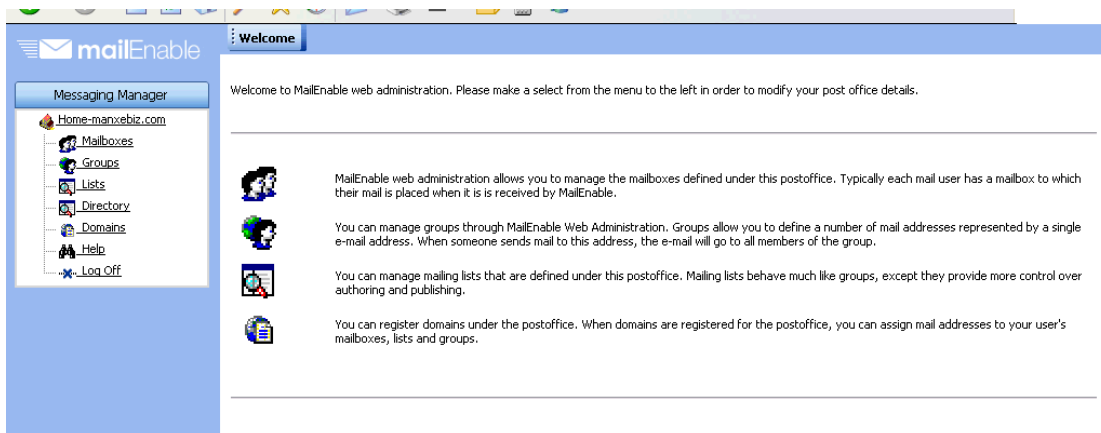 mailEnable
Welcome
Messaging Manager
Home-manxebiz.com
Mailboxes
Groups
Lists
Directory
Domains
Help
Log Off
Welcome to MailEnable web administration. Please make a select from the menu to the left in order to modify your post office details.
MailEnable web administration allows you to manage the mailboxes defined under this postoffice. Typically each mail user has a mailbox to which
their mail is placed when it is is received by MailEnable.
You can manage groups through MailEnable Web Administration. Groups allow you to define a number of mail addresses represented by a single
e-mail address. When someone sends mail to this address, the e-mail will go to all members of the group.
You can manage mailing lists that are defined under this postoffice. Mailing lists behave much like groups, except they provide more control over
authoring and publishing.
You can register domains under the postoffice. When domains are registered for the postoffice, you can assign mail addresses to your user's
mailboxes, lists and groups.